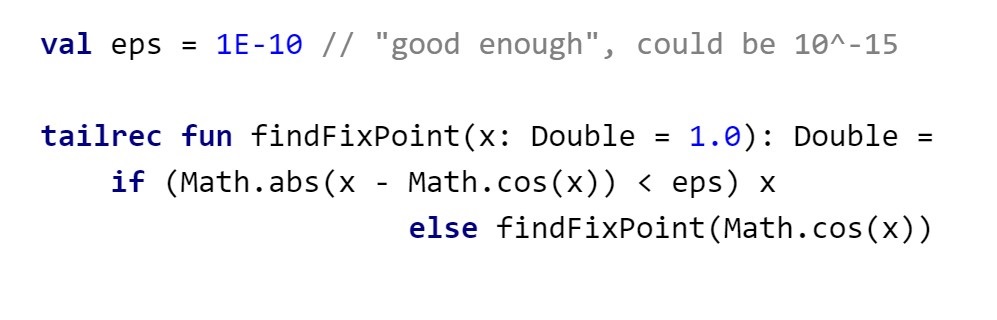 val eps = 1E-10 // "good enough", could be 10^-15
tailrec fun findFixPoint(x: Double = 1.0): Double =
if (Math.abs(x - Math.cos(x)) < eps) x
else findFixPoint(Math.cos(x))